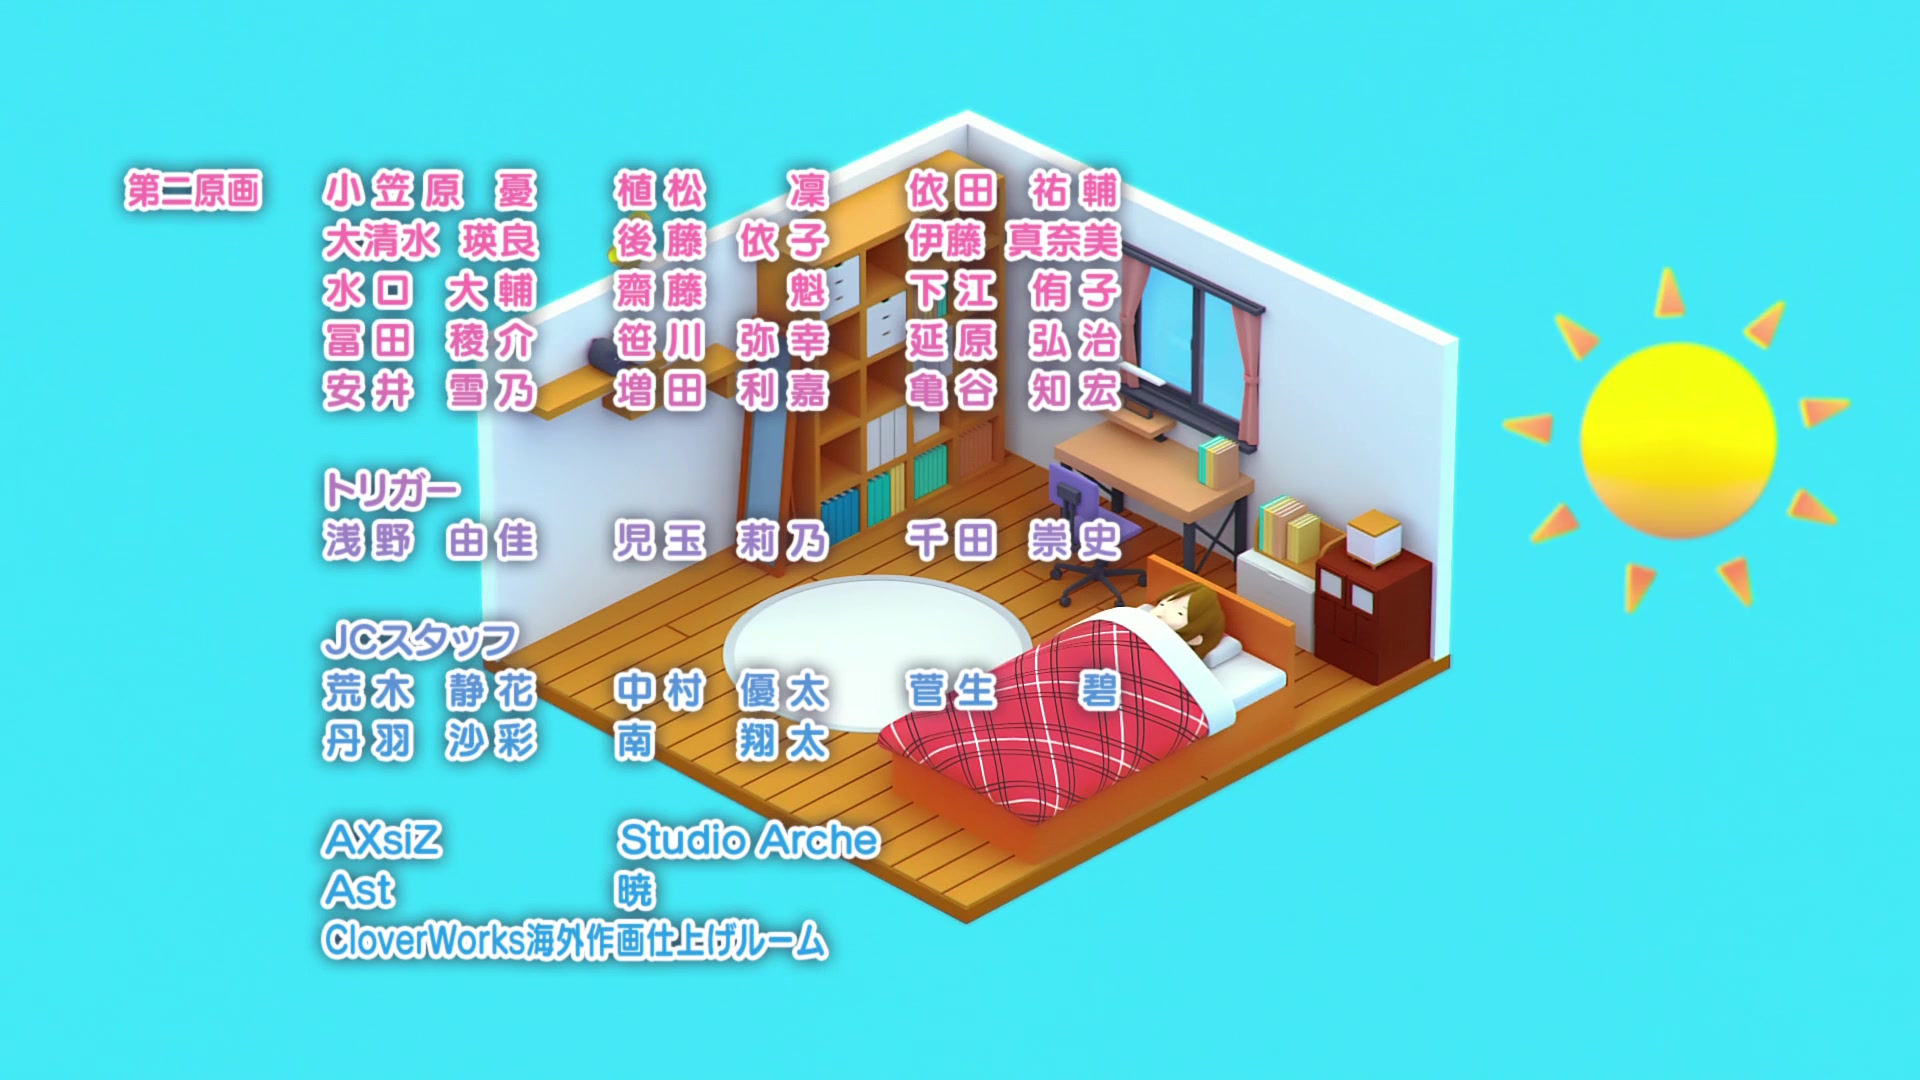 第二原画 小笠原 憂 植松 凜 依田 祐輔
大清水 瑛良 後藤 依子 伊藤 真奈美
水口 大輔 齋藤 魁 下江 侑子
冨田 稜介 笹川 弥幸 延原 弘治
安井 雪乃 増田 利嘉 亀谷 知宏
トリガー
浅野 由佳 児玉 莉乃 千田 崇史
JCスタッフ
荒木 静花 中村 優太 菅生 碧
丹羽 沙彩 南 翔太
AXsiZ Studio Arche
Ast 暁
CloverWorks海外作画仕上げルーム